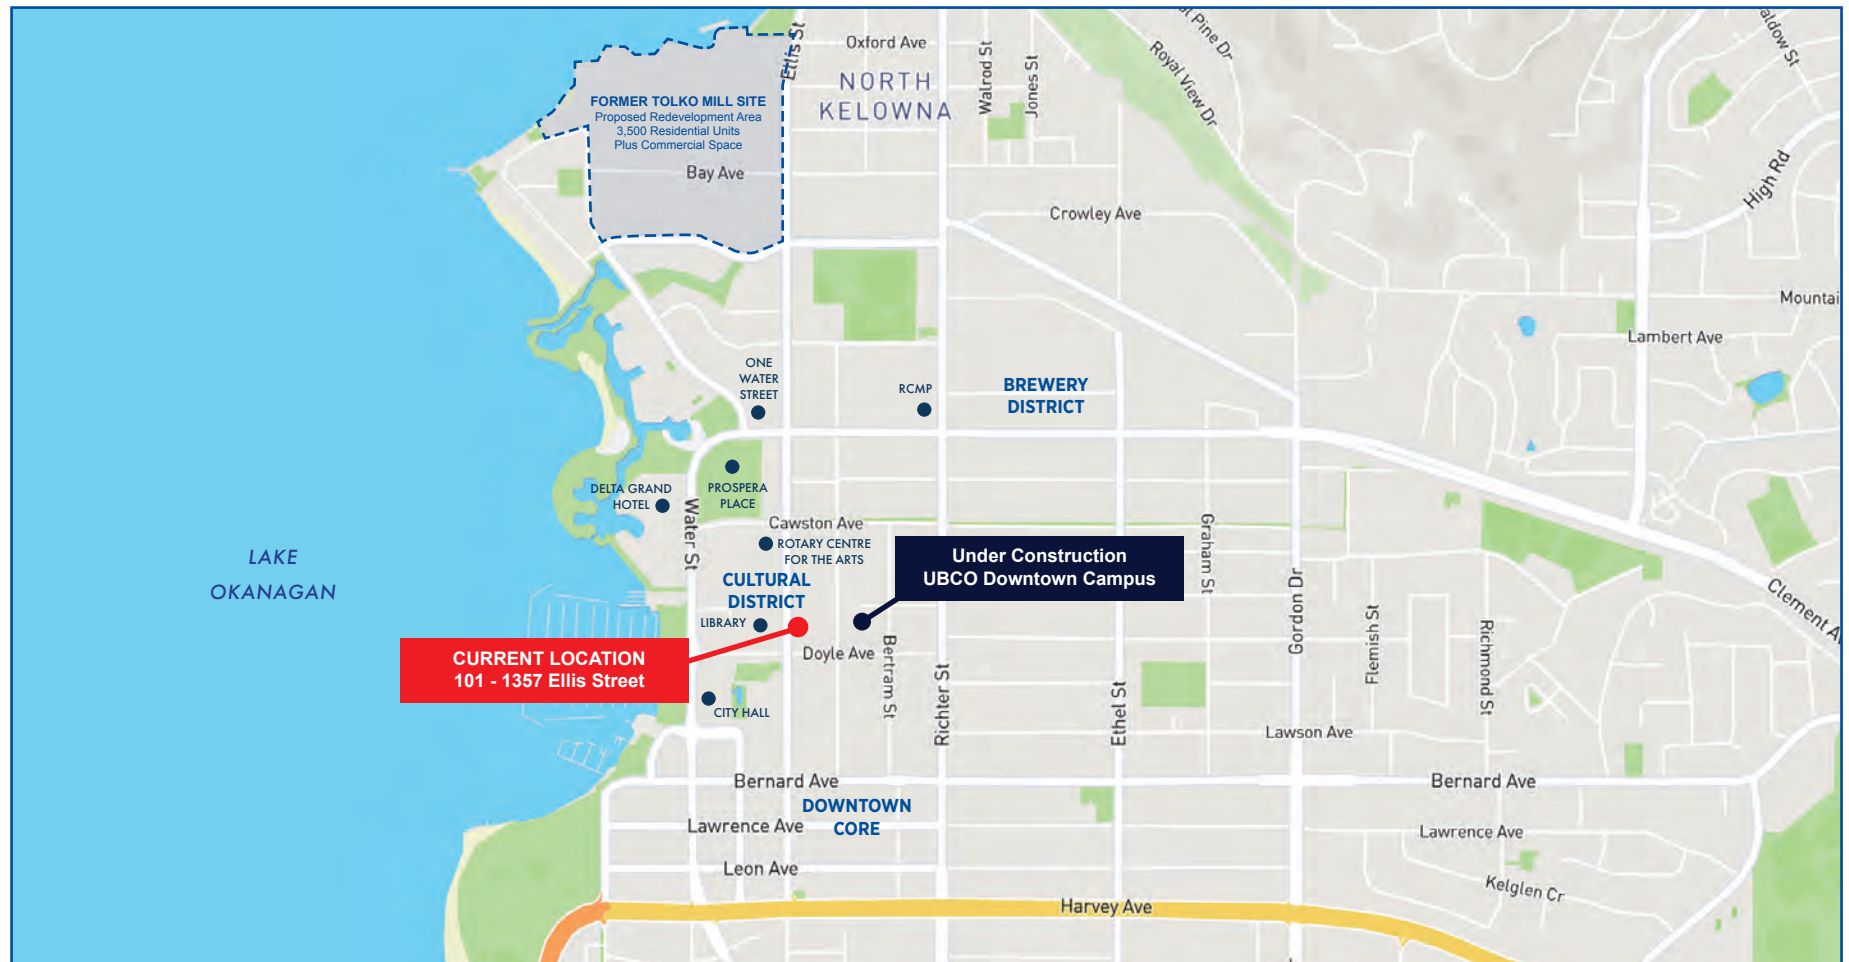 Ellis St
Oxford Ave
Walrod St
Jones St
Pine Dr
Royal View Dr
NORTH
KELOWNA
FORMER TOLKO MILL SITE
Proposed Redevelopment Area
3,500 Residential Units
Plus Commercial Space
Bay Ave
High Rd
Crowley Ave
Mountai
Lambert Ave
ONE
WATER
STREET
RCMP
BREWERY
DISTRICT
DELTA GRAND
HOTEL
PROSPERA
PLACE
Water St
Cawston Ave
ROTARY CENTRE
FOR THE ARTS
Graham St
Under Construction
UBCO Downtown Campus
LAKE
OKANAGAN
CULTURAL
DISTRICT
LIBRARY
Gordon Dr
Flemish St
Richmond St
Clement A
CURRENT LOCATION
101 - 1357 Ellis Street
Doyle Ave
Bertram St
Richter St
Ethel St
CITY HALL
Lawson Ave
Bernard Ave
Bernard Ave
DOWNTOWN
CORE
Lawrence Ave
Lawrence Ave
Leon Ave
Kelglen Cr
Harvey Ave